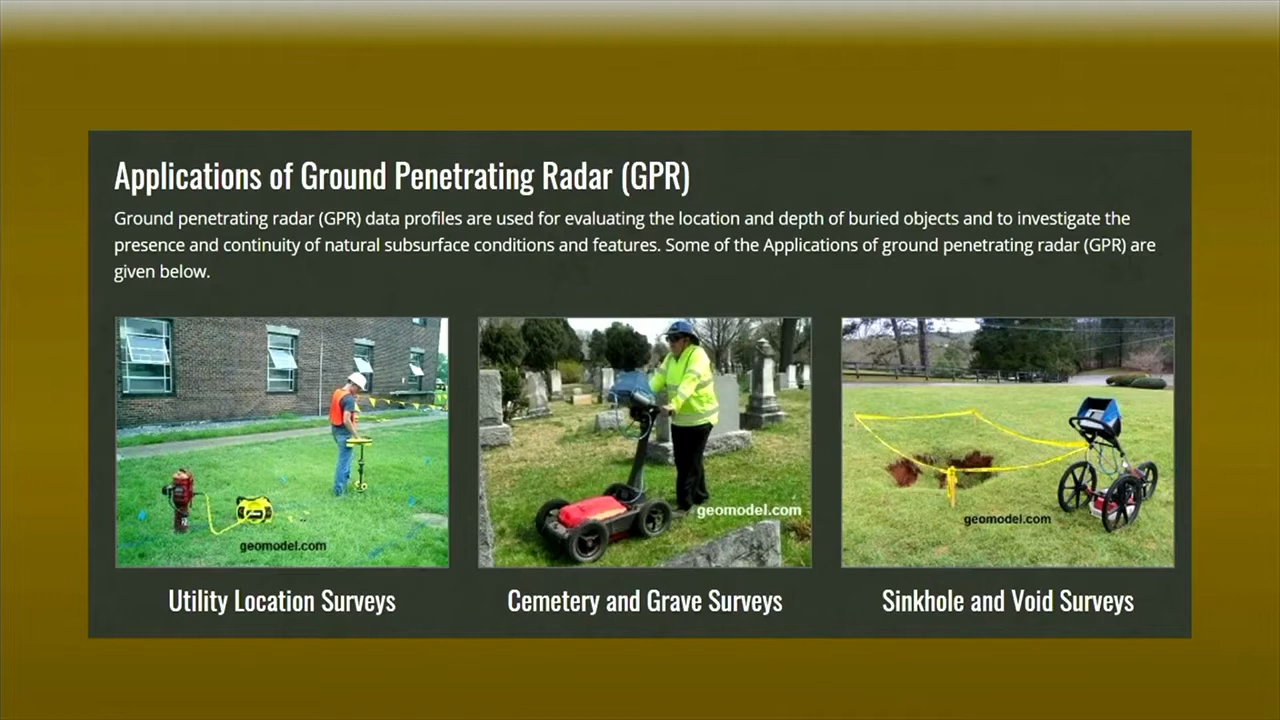 Applications of Ground Penetrating Radar (GPR)
Ground penetrating radar (GPR) data profiles are used for evaluating the location and depth of buried objects and to investigate the
presence and continuity of natural subsurface conditions and features. Some of the Applications of ground penetrating radar (GPR) are
given below.
geomodel.com
geomodel.com
geomodel.com
Utility Location Surveys
Cemetery and Grave Surveys
Sinkhole and Void Surveys